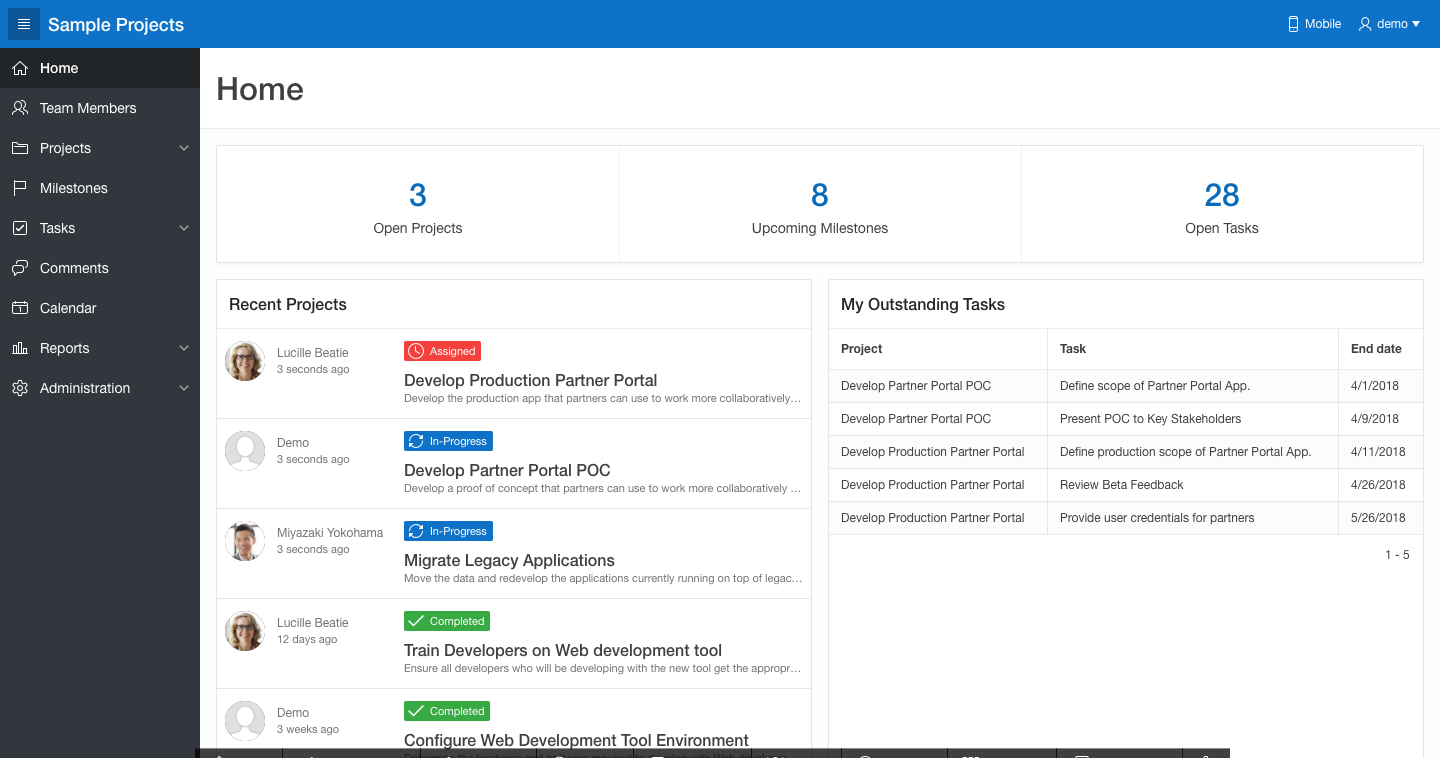 Sample Projects
Mobile
demo
Home
Team Members
Projects
Milestones
Tasks
Comments
Calendar
Reports
Administration
Home
3
Open Projects
8
Upcoming Milestones
28
Open Tasks
Recent Projects
Lucille Beatie
3 seconds ago
Assigned
Develop Production Partner Portal
Develop the production app that partners can use to work more collaboratively…
Demo
3 seconds ago
In-Progress
Develop Partner Portal POC
Develop a proof of concept that partners can use to work more collaboratively …
Miyazaki Yokohama
3 seconds ago
In-Progress
Migrate Legacy Applications
Move the data and redevelop the applications currently running on top of legac…
Lucille Beatie
12 days ago
Completed
Train Developers on Web development tool
Ensure all developers who will be developing with the new tool get the appropr…
Demo
3 weeks ago
Completed
Configure Web Development Tool Environment
My Outstanding Tasks
Project Task End date
Develop Partner Portal POC Define scope of Partner Portal App. 4/1/2018
Develop Partner Portal POC Present POC to Key Stakeholders 4/9/2018
Develop Production Partner Portal Define production scope of Partner Portal App. 4/11/2018
Develop Production Partner Portal Review Beta Feedback 4/26/2018
Develop Production Partner Portal Provide user credentials for partners 5/26/2018
1 - 5